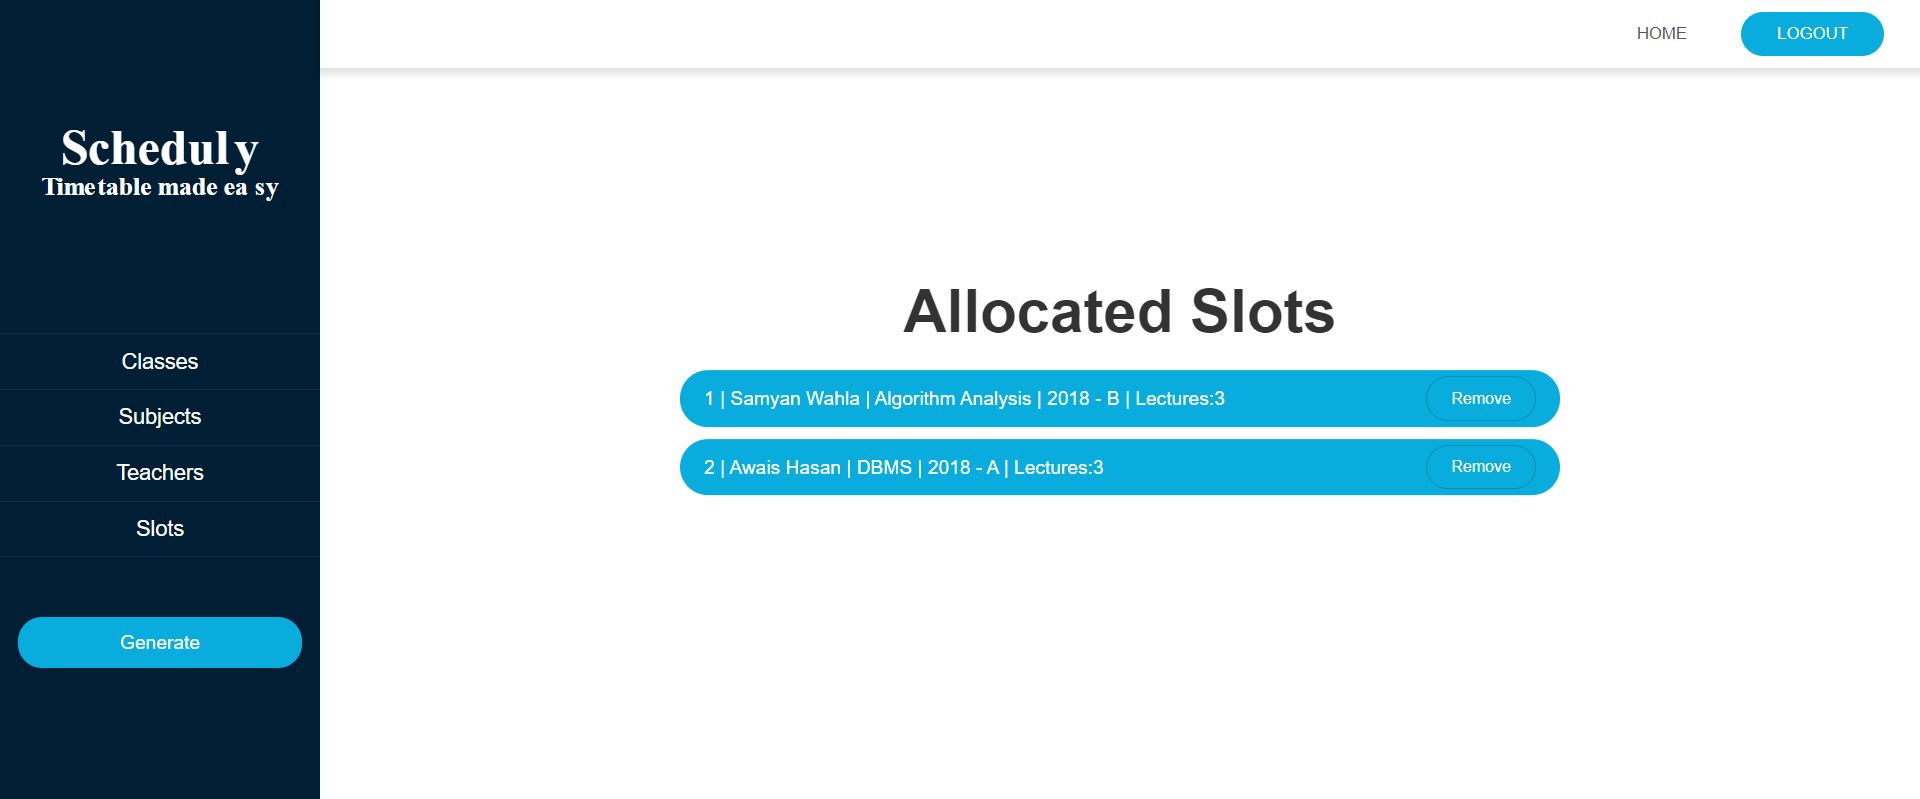 HOME
LOGOUT
Scheduly
Timetable made ea sy
Classes
Subjects
Teachers
Slots
Generate
Allocated Slots
1 | Samyan Wahla | Algorithm Analysis | 2018 - B | Lectures:3
Remove
2 | Awais Hasan | DBMS | 2018 - A | Lectures:3
Remove